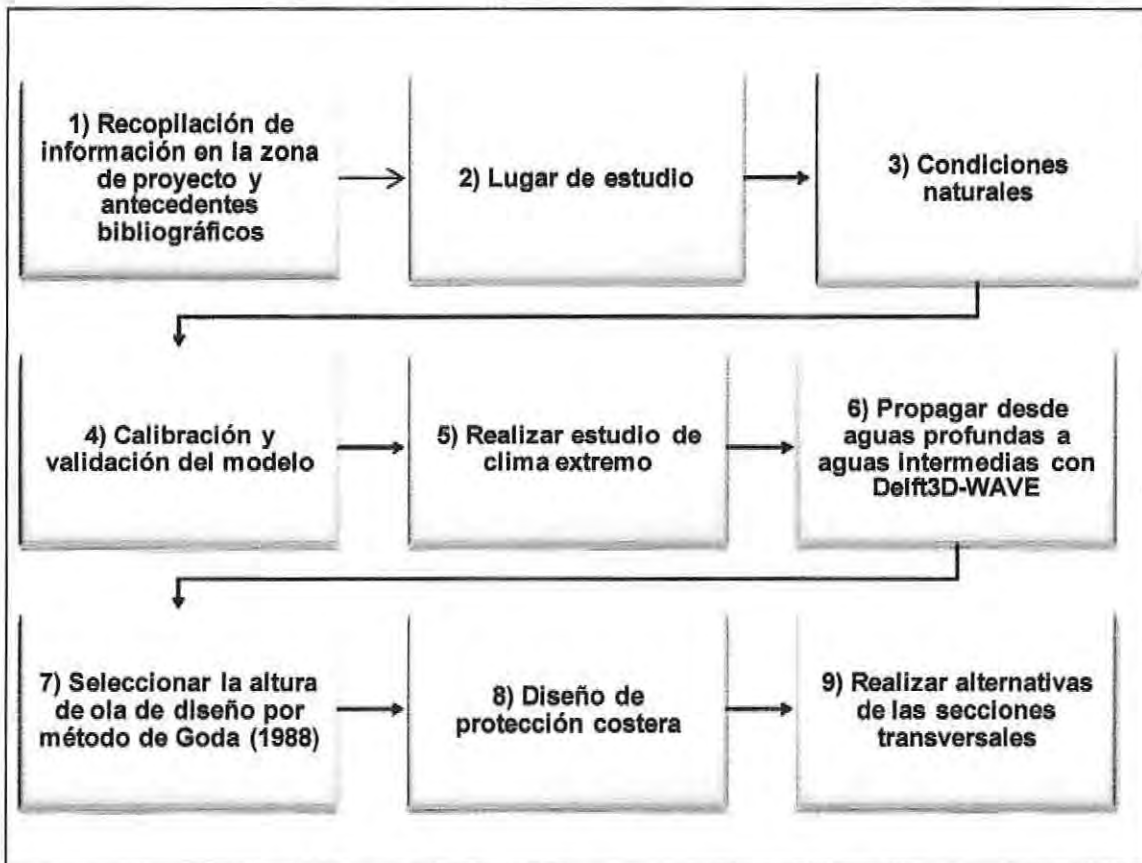 1) Recopilación de
información en la zona
de proyecto y
antecedentes
bibliográficos
2) Lugar de estudio
3) Condiciones
naturales
4) Calibración y
validación del modelo
5) Realizar estudio de
clima extremo
6) Propagar desde
aguas profundas a
aguas intermedias con
Delft3D-WAVE
7) Seleccionar la altura
de ola de diseño por
método de Goda (1988)
8) Diseño de
protección costera
9) Realizar alternativas
de las secciones
transversales